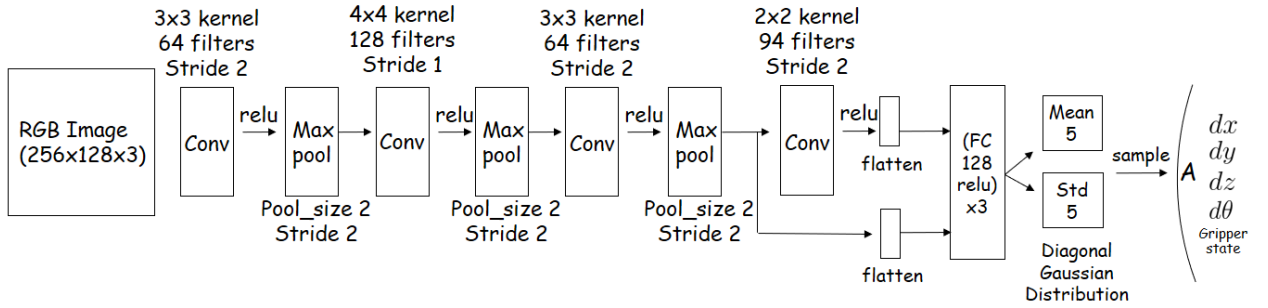 3x3 kernel
64 filters
Stride 2
4x4 kernel
128 filters
Stride 1
3x3 kernel
64 filters
Stride 2
2x2 kernel
94 filters
Stride 2
RGB Image
(256x128x3)
Conv
relu
Max
pool
Pool_size 2
Stride 2
Conv
relu
Max
pool
Pool_size 2
Stride 2
Conv
relu
Max
pool
Pool_size 2
Stride 2
Conv
relu
flatten
flatten
(FC
128
relu)
x3
Mean
5
Std
5
Diagonal
Gaussian
Distribution
sample
A
dx
dy
dz
dθ
Gripper
state